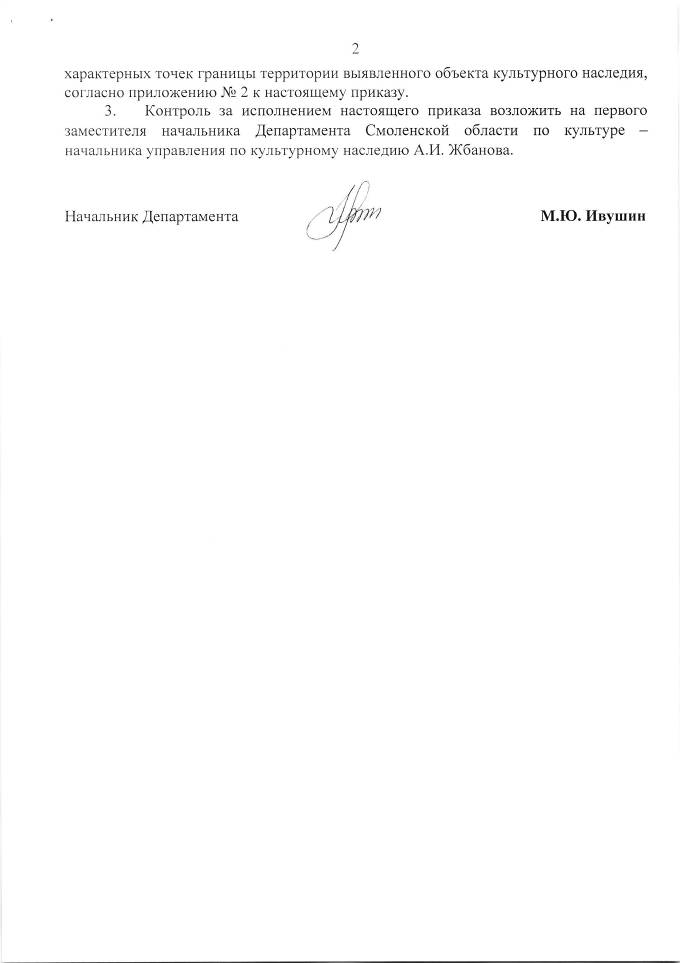 2
характерных точек границы территории выявленного объекта культурного наследия,
согласно приложению № 2 к настоящему приказу.
3. Контроль за исполнением настоящего приказа возложить на первого
заместителя начальника Департамента Смоленской области по культуре –
начальника управления по культурному наследию А.И. Жбанова.
Начальник Департамента М.Ю. Ивушин